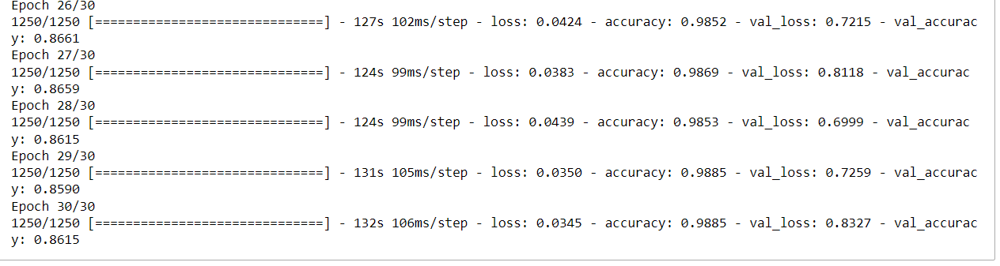 Epoch 26/30
1250/1250 [==============================] - 127s 102ms/step - loss: 0.0424 - accuracy: 0.9852 - val_loss: 0.7215 - val_accurac
y: 0.8661
Epoch 27/30
1250/1250 [==============================] - 124s 99ms/step - loss: 0.0383 - accuracy: 0.9869 - val_loss: 0.8118 - val_accurac
y: 0.8659
Epoch 28/30
1250/1250 [==============================] - 124s 99ms/step - loss: 0.0439 - accuracy: 0.9853 - val_loss: 0.6999 - val_accurac
y: 0.8615
Epoch 29/30
1250/1250 [==============================] - 131s 105ms/step - loss: 0.0350 - accuracy: 0.9885 - val_loss: 0.7259 - val_accurac
y: 0.8590
Epoch 30/30
1250/1250 [==============================] - 132s 106ms/step - loss: 0.0345 - accuracy: 0.9885 - val_loss: 0.8327 - val_accurac
y: 0.8615